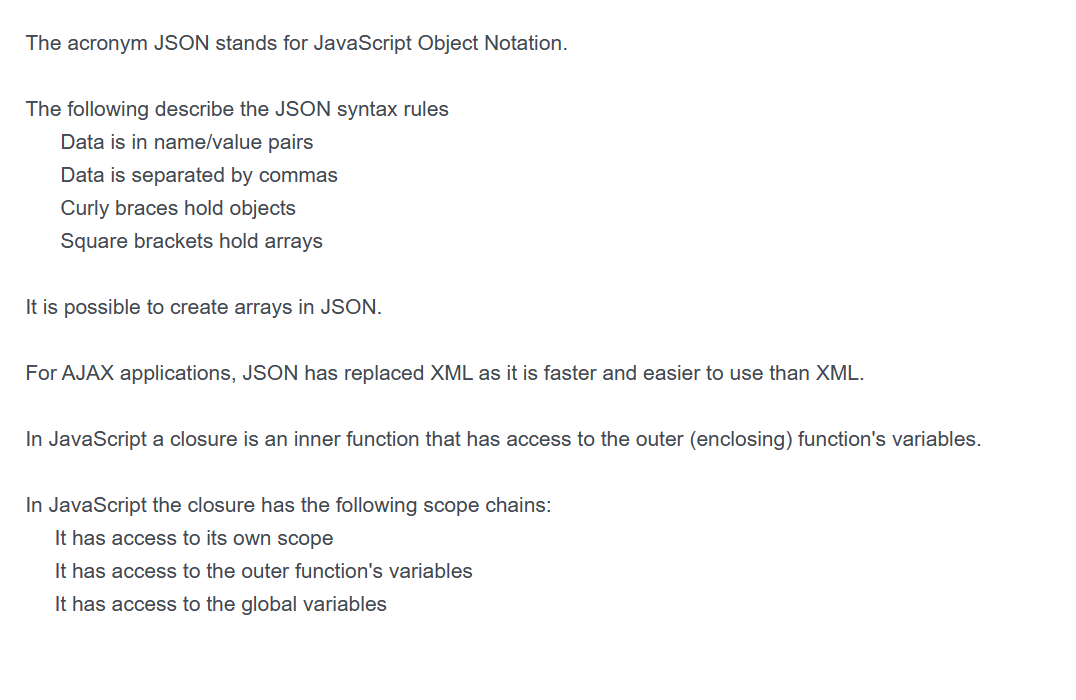 The acronym JSON stands for JavaScript Object Notation.
The following describe the JSON syntax rules
Data is in name/value pairs
Data is separated by commas
Curly braces hold objects
Square brackets hold arrays
It is possible to create arrays in JSON.
For AJAX applications, JSON has replaced XML as it is faster and easier to use than XML.
In JavaScript a closure is an inner function that has access to the outer (enclosing) function's variables.
In JavaScript the closure has the following scope chains:
It has access to its own scope
It has access to the outer function's variables
It has access to the global variables